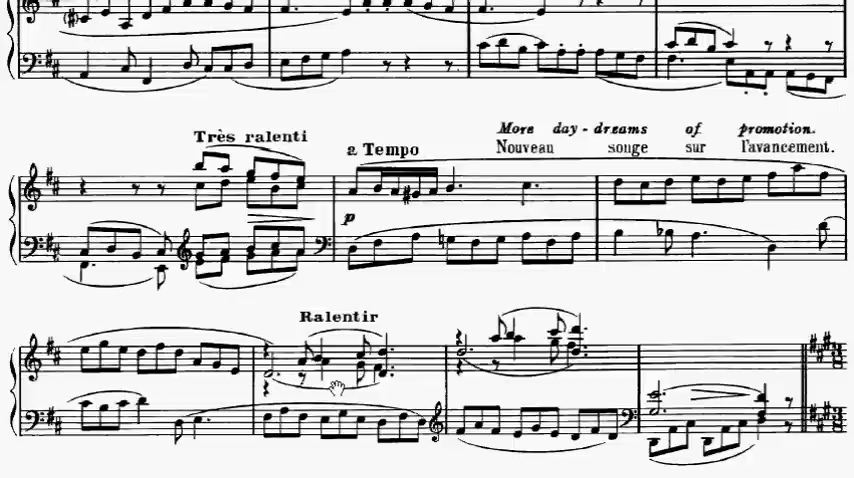 Très ralenti
a Tempo
More day-dreams of promotion.
Nouveau songe sur l'avancement.
p
Ralentir